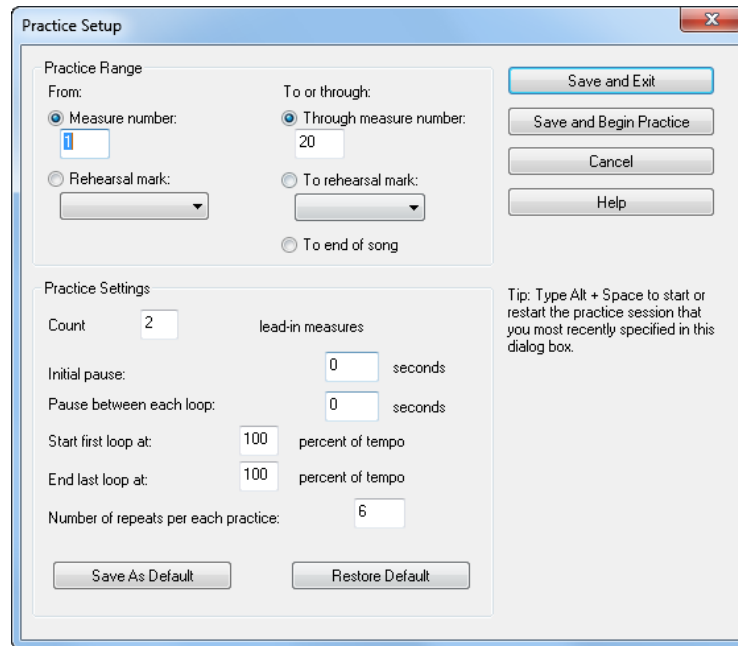 Practice Setup
x
Practice Range
From:
To or through:
Measure number:
Through measure number:
1
20
Rehearsal mark:
To rehearsal mark:
To end of song
Save and Exit
Save and Begin Practice
Cancel
Help
Tip: Type Alt + Space to start or
restart the practice session that
you most recently specified in this
dialog box.
Practice Settings
Count 2 lead-in measures
Initial pause: 0 seconds
Pause between each loop: 0 seconds
Start first loop at: 100 percent of tempo
End last loop at: 100 percent of tempo
Number of repeats per each practice: 6
Save As Default
Restore Default